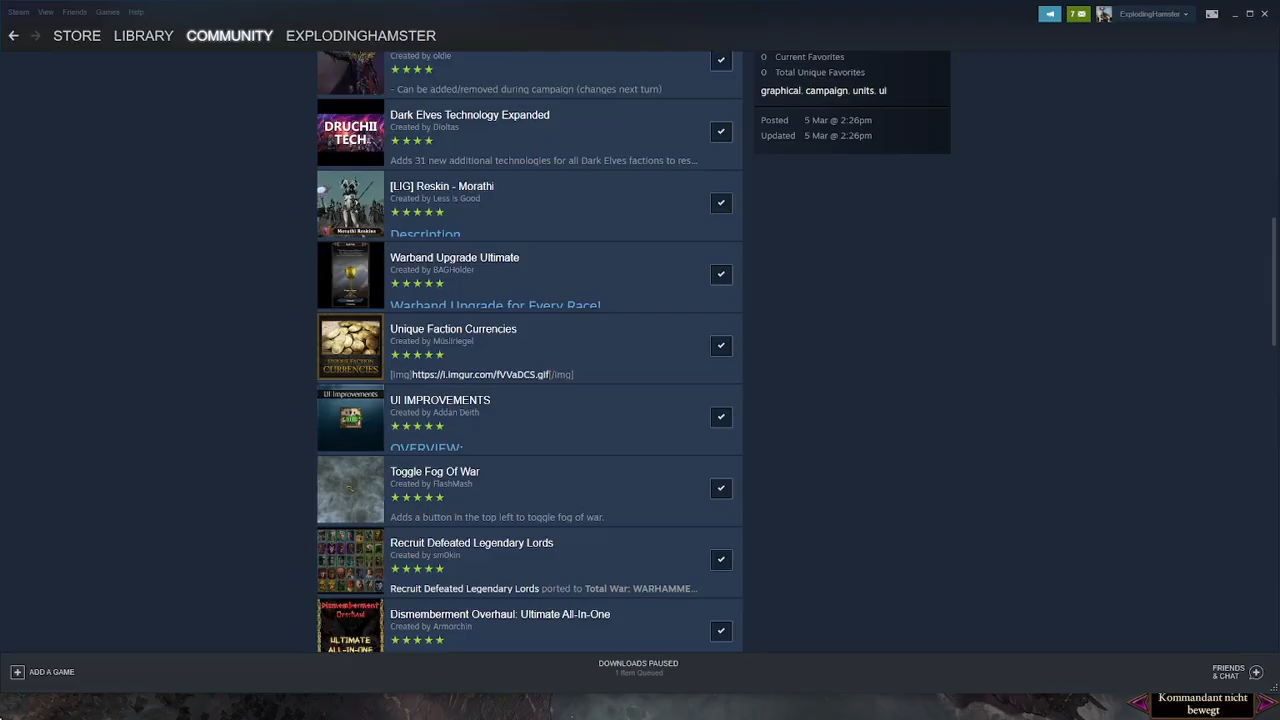 Steam View Friends Games Help
7 ExplodingHamster
STORE LIBRARY COMMUNITY EXPLODINGHAMSTER
Created by oldie
- Can be added/removed during campaign (changes next turn)
DRUCHII
TECH
Dark Elves Technology Expanded
Created by Dioltas
Adds 31 new additional technologies for all Dark Elves factions to res...
Morathi Reskins
[LIG] Reskin - Morathi
Created by Less is Good
Description
Warband Upgrade Ultimate
Created by BAGHolder
Warband Upgrade for Every Race!
UNIQUE FACTION
CURRENCIES
Unique Faction Currencies
Created by Müslriegel
[img]https://i.imgur.com/fVVaDCS.gif[/img]
UI Improvements
UI IMPROVEMENTS
Created by Addan Deith
OVERVIEW:
Toggle Fog Of War
Created by FlashMash
Adds a button in the top left to toggle fog of war.
Recruit Defeated Legendary Lords
Created by sm0kin
Recruit Defeated Legendary Lords ported to Total War: WARHAMME...
Dismemberment
Overhaul
ULTIMATE
ALL-IN-ONE
Dismemberment Overhaul: Ultimate All-In-One
Created by Armorchin
0 Current Favorites
0 Total Unique Favorites
graphical, campaign, units, ui
Posted 5 Mar @ 2:26pm
Updated 5 Mar @ 2:26pm
ADD A GAME
DOWNLOADS PAUSED
1 Item Queued
FRIENDS
& CHAT
Kommandant nicht
bewegt